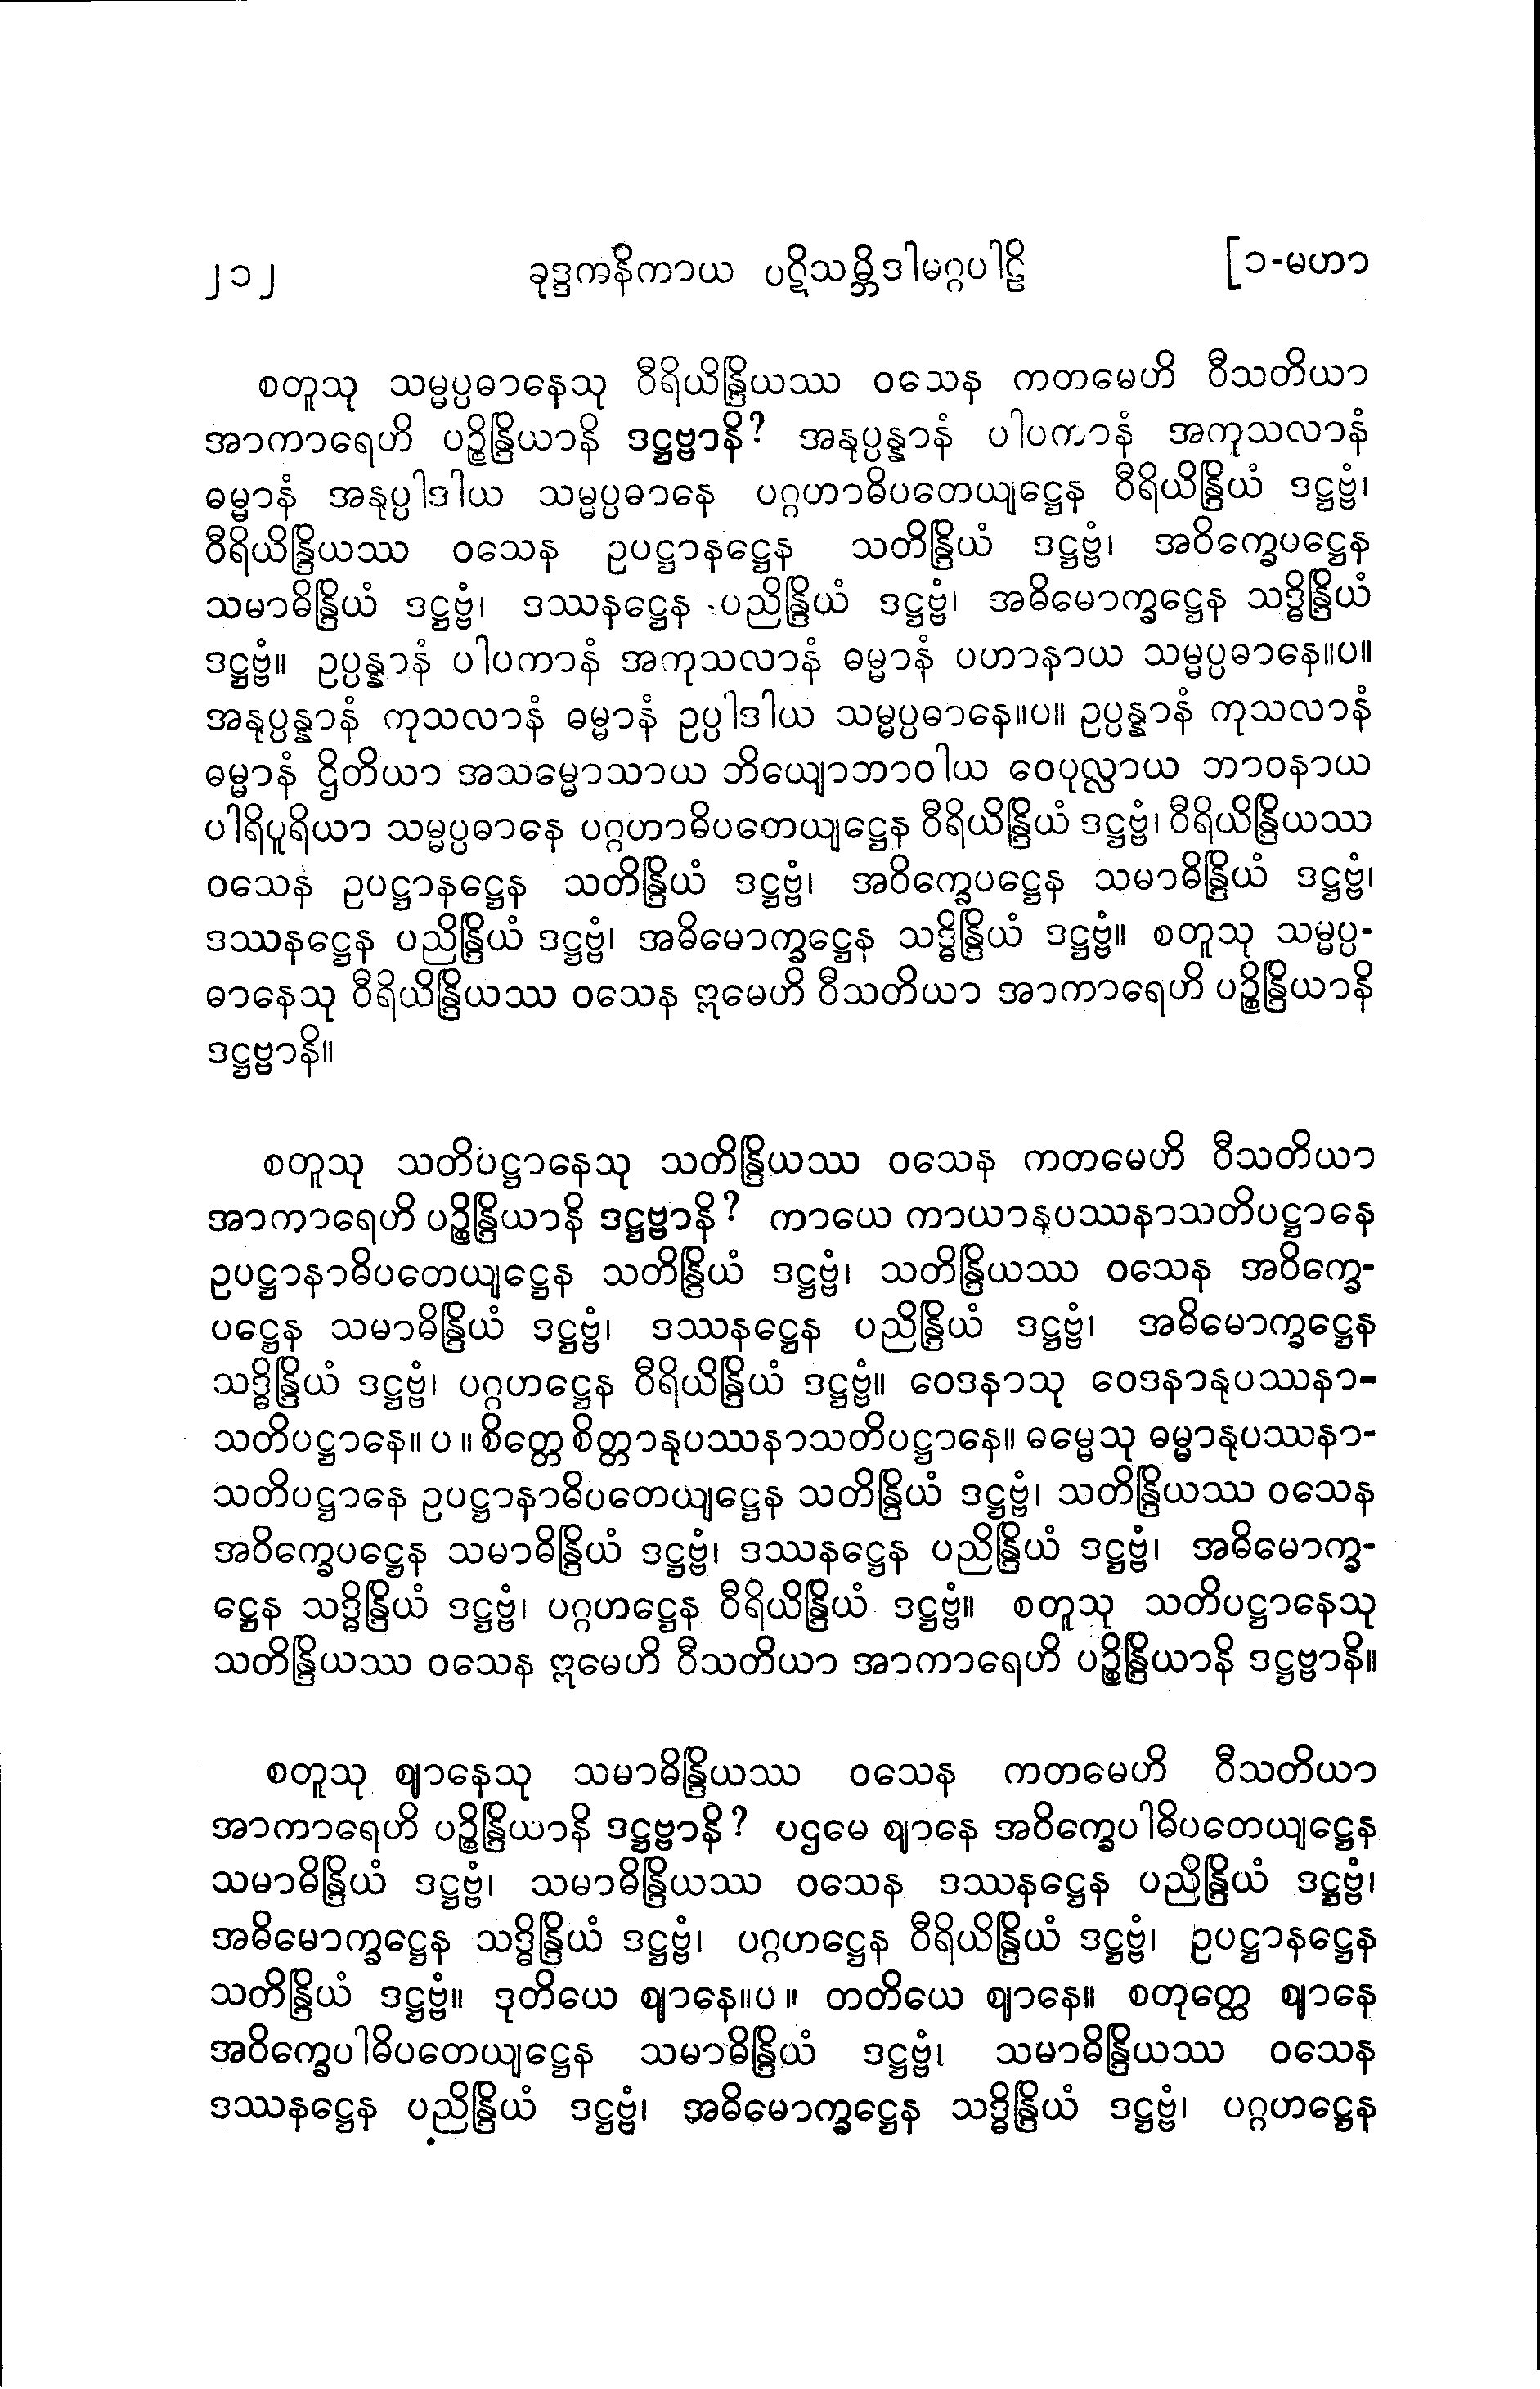 ၂၁၂ ခုဒ္ဒကနိကာယ ပဋိသမ္ဘိဒါမဂ္ဂပါဠိ [၁-မဟာ
စတူသု သမ္မပ္ပဓာနေသု ဝီရိယိန္ဒြိယဿ ဝသေန ကတမေဟိ ဝီသတိယာ
အာကာရေဟိ ပဉ္စိန္ဒြိယာနိ ဒဋ္ဌဗ္ဗာနိ? အနုပ္ပန္နာနံ ပါပကာနံ အကုသလာနံ
ဓမ္မာနံ အနုပ္ပါဒါယ သမ္မပ္ပဓာနေ ပဂ္ဂဟာဓိပတေယျဋ္ဌေန ဝီရိယိန္ဒြိယံ ဒဋ္ဌဗ္ဗံ၊
ဝီရိယိန္ဒြိယဿ ဝသေန ဥပဋ္ဌာနဋ္ဌေန သတိန္ဒြိယံ ဒဋ္ဌဗ္ဗံ၊ အဝိက္ခေပဋ္ဌေန
သမာဓိန္ဒြိယံ ဒဋ္ဌဗ္ဗံ၊ ဒဿနဋ္ဌေန ပညိန္ဒြိယံ ဒဋ္ဌဗ္ဗံ၊ အဓိမောက္ခဋ္ဌေန သဒ္ဓိန္ဒြိယံ
ဒဋ္ဌဗ္ဗံ။ ဥပ္ပန္နာနံ ပါပကာနံ အကုသလာနံ ဓမ္မာနံ ပဟာနာယ သမ္မပ္ပဓာနေ။ပ။
အနုပ္ပန္နာနံ ကုသလာနံ ဓမ္မာနံ ဥပ္ပါဒါယ သမ္မပ္ပဓာနေ။ပ။ ဥပ္ပန္နာနံ ကုသလာနံ
ဓမ္မာနံ ဌိတိယာ အသမ္မောသာယ ဘိယျောဘာဝါယ ဝေပုလ္လာယ ဘာဝနာယ
ပါရိပူရိယာ သမ္မပ္ပဓာနေ ပဂ္ဂဟာဓိပတေယျဋ္ဌေန ဝီရိယိန္ဒြိယံ ဒဋ္ဌဗ္ဗံ၊ ဝီရိယိန္ဒြိယဿ
ဝသေန ဥပဋ္ဌာနဋ္ဌေန သတိန္ဒြိယံ ဒဋ္ဌဗ္ဗံ၊ အဝိက္ခေပဋ္ဌေန သမာဓိန္ဒြိယံ ဒဋ္ဌဗ္ဗံ၊
ဒဿနဋ္ဌေန ပညိန္ဒြိယံ ဒဋ္ဌဗ္ဗံ၊ အဓိမောက္ခဋ္ဌေန သဒ္ဓိန္ဒြိယံ ဒဋ္ဌဗ္ဗံ။ စတူသု သမ္မပ္ပ-
ဓာနေသု ဝီရိယိန္ဒြိယဿ ဝသေန ဣမေဟိ ဝီသတိယာ အာကာရေဟိ ပဉ္စိန္ဒြိယာနိ
ဒဋ္ဌဗ္ဗာနိ။
စတူသု သတိပဋ္ဌာနေသု သတိန္ဒြိယဿ ဝသေန ကတမေဟိ ဝီသတိယာ
အာကာရေဟိ ပဉ္စိန္ဒြိယာနိ ဒဋ္ဌဗ္ဗာနိ? ကာယေ ကာယာနုပဿနာသတိပဋ္ဌာနေ
ဥပဋ္ဌာနာဓိပတေယျဋ္ဌေန သတိန္ဒြိယံ ဒဋ္ဌဗ္ဗံ၊ သတိန္ဒြိယဿ ဝသေန အဝိက္ခေ-
ပဋ္ဌေန သမာဓိန္ဒြိယံ ဒဋ္ဌဗ္ဗံ၊ ဒဿနဋ္ဌေန ပညိန္ဒြိယံ ဒဋ္ဌဗ္ဗံ၊ အဓိမောက္ခဋ္ဌေန
သဒ္ဓိန္ဒြိယံ ဒဋ္ဌဗ္ဗံ၊ ပဂ္ဂဟဋ္ဌေန ဝီရိယိန္ဒြိယံ ဒဋ္ဌဗ္ဗံ။ ဝေဒနာသု ဝေဒနာနုပဿနာ-
သတိပဋ္ဌာနေ။ ပ ။ စိတ္တေ စိတ္တာနုပဿနာသတိပဋ္ဌာနေ။ ဓမ္မေသု ဓမ္မာနုပဿနာ-
သတိပဋ္ဌာနေ ဥပဋ္ဌာနာဓိပတေယျဋ္ဌေန သတိန္ဒြိယံ ဒဋ္ဌဗ္ဗံ၊ သတိန္ဒြိယဿ ဝသေန
အဝိက္ခေပဋ္ဌေန သမာဓိန္ဒြိယံ ဒဋ္ဌဗ္ဗံ၊ ဒဿနဋ္ဌေန ပညိန္ဒြိယံ ဒဋ္ဌဗ္ဗံ၊ အဓိမောက္ခ-
ဋ္ဌေန သဒ္ဓိန္ဒြိယံ ဒဋ္ဌဗ္ဗံ၊ ပဂ္ဂဟဋ္ဌေန ဝီရိယိန္ဒြိယံ ဒဋ္ဌဗ္ဗံ။ စတူသု သတိပဋ္ဌာနေသု
သတိန္ဒြိယဿ ဝသေန ဣမေဟိ ဝီသတိယာ အာကာရေဟိ ပဉ္စိန္ဒြိယာနိ ဒဋ္ဌဗ္ဗာနိ။
စတူသု ဈာနေသု သမာဓိန္ဒြိယဿ ဝသေန ကတမေဟိ ဝီသတိယာ
အာကာရေဟိ ပဉ္စိန္ဒြိယာနိ ဒဋ္ဌဗ္ဗာနိ? ပဌမေ ဈာနေ အဝိက္ခေပါဓိပတေယျဋ္ဌေန
သမာဓိန္ဒြိယံ ဒဋ္ဌဗ္ဗံ၊ သမာဓိန္ဒြိယဿ ဝသေန ဒဿနဋ္ဌေန ပညိန္ဒြိယံ ဒဋ္ဌဗ္ဗံ၊
အဓိမောက္ခဋ္ဌေန သဒ္ဓိန္ဒြိယံ ဒဋ္ဌဗ္ဗံ၊ ပဂ္ဂဟဋ္ဌေန ဝီရိယိန္ဒြိယံ ဒဋ္ဌဗ္ဗံ၊ ဥပဋ္ဌာနဋ္ဌေန
သတိန္ဒြိယံ ဒဋ္ဌဗ္ဗံ။ ဒုတိယေ ဈာနေ။ပ။ တတိယေ ဈာနေ။ စတုတ္ထေ ဈာနေ
အဝိက္ခေပါဓိပတေယျဋ္ဌေန သမာဓိန္ဒြိယံ ဒဋ္ဌဗ္ဗံ၊ သမာဓိန္ဒြိယဿ ဝသေန
ဒဿနဋ္ဌေန ပညိန္ဒြိယံ ဒဋ္ဌဗ္ဗံ၊ အဓိမောက္ခဋ္ဌေန သဒ္ဓိန္ဒြိယံ ဒဋ္ဌဗ္ဗံ၊ ပဂ္ဂဟဋ္ဌေန